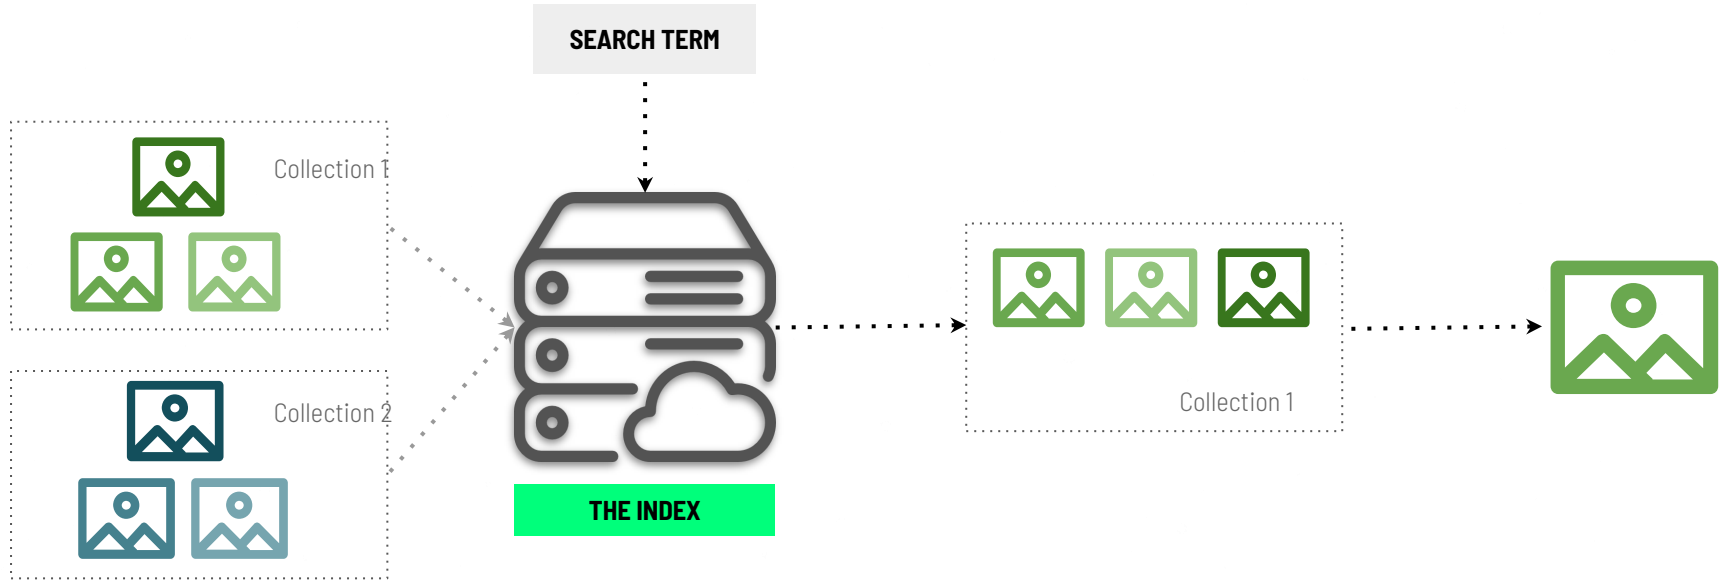 SEARCH TERM
Collection 1
Collection 2
THE INDEX
Collection 1